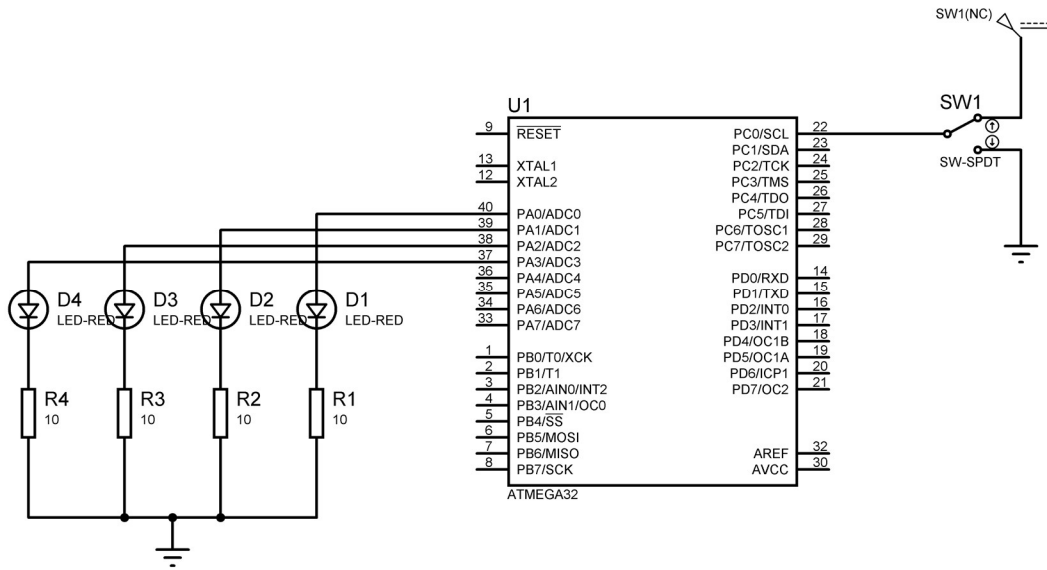 SW1(NC)
SW1
SW-SPDT
U1
9 RESET
13 XTAL1
12 XTAL2
40 PA0/ADC0
39 PA1/ADC1
38 PA2/ADC2
37 PA3/ADC3
36 PA4/ADC4
35 PA5/ADC5
34 PA6/ADC6
33 PA7/ADC7
1 PB0/T0/XCK
2 PB1/T1
3 PB2/AIN0/INT2
4 PB3/AIN1/OC0
5 PB4/SS
6 PB5/MOSI
7 PB6/MISO
8 PB7/SCK
PC0/SCL 22
PC1/SDA 23
PC2/TCK 24
PC3/TMS 25
PC4/TDO 26
PC5/TDI 27
PC6/TOSC1 28
PC7/TOSC2 29
PD0/RXD 14
PD1/TXD 15
PD2/INT0 16
PD3/INT1 17
PD4/OC1B 18
PD5/OC1A 19
PD6/ICP1 20
PD7/OC2 21
AREF 32
AVCC 30
ATMEGA32
D4
LED-RED
D3
LED-RED
D2
LED-RED
D1
LED-RED
R4
10
R3
10
R2
10
R1
10